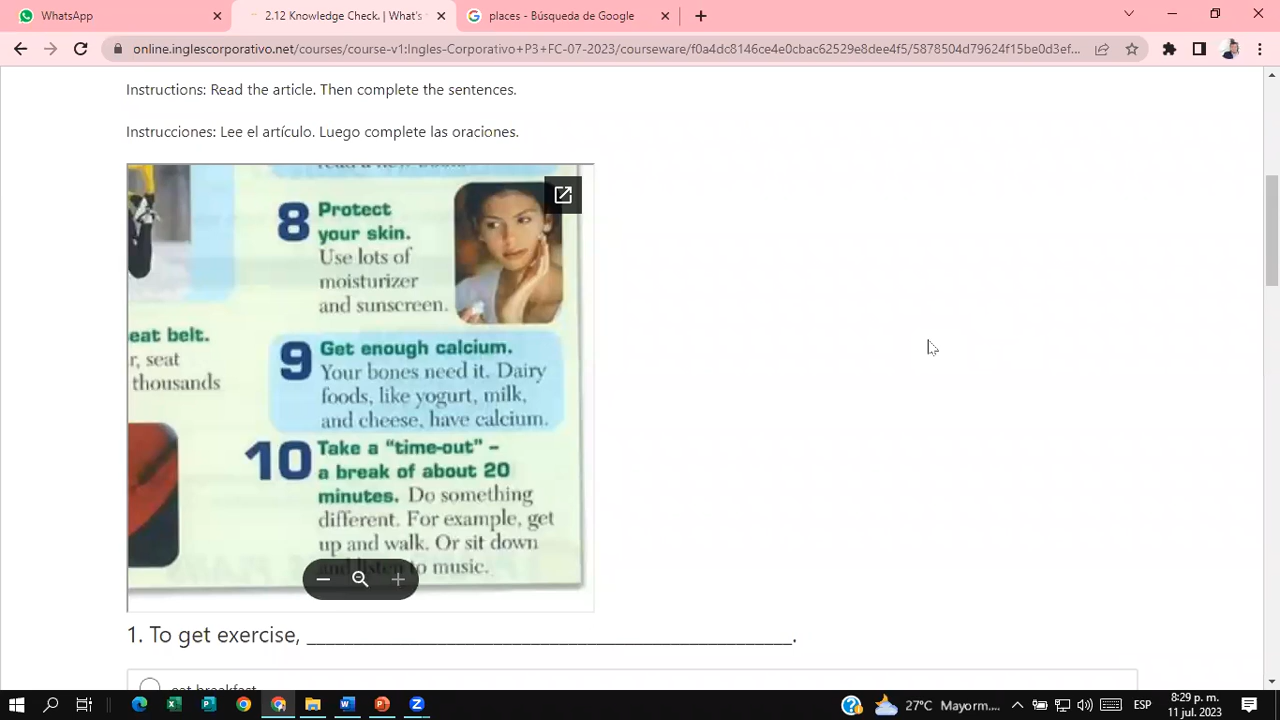 WhatsApp
2.12 Knowledge Check. | What's
places - Búsqueda de Google
online.inglescorporativo.net/courses/course-v1:Ingles-Corporativo+P3+FC-07-2023/courseware/f0a4dc8146ce4e0cbac62529e8dee4f5/5878504d79624f15be0d3ef...
Instructions: Read the article. Then complete the sentences.
Instrucciones: Lee el artículo. Luego complete las oraciones.
8 Protect
your skin.
Use lots of
moisturizer
and sunscreen.
eat belt.
r, seat
thousands
9 Get enough calcium.
Your bones need it. Dairy
foods, like yogurt, milk,
and cheese, have calcium.
10 Take a "time-out" –
a break of about 20
minutes. Do something
different. For example, get
up and walk. Or sit down
and listen to music.
1. To get exercise, ____________________________________________.
eat breakfast
27°C Mayorm....
ESP
8:29 p. m.
11 jul. 2023